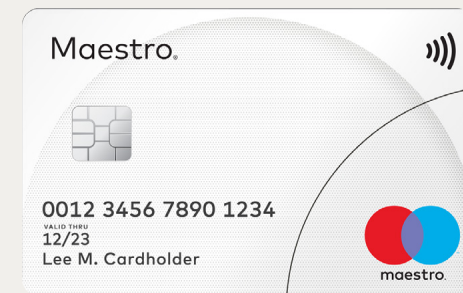 Maestro®
0012 3456 7890 1234
VALID THRU
12/23
Lee M. Cardholder
maestro.